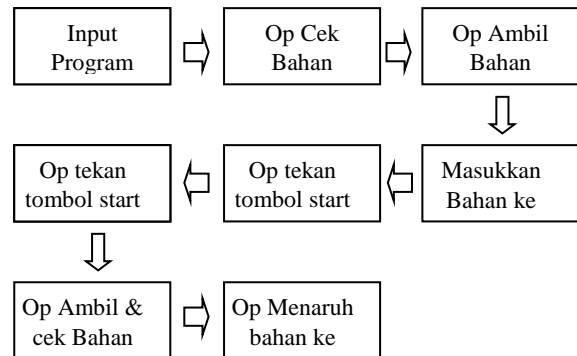 Input
Program
Op Cek
Bahan
Op Ambil
Bahan
Masukkan
Bahan ke
Op tekan
tombol start
Op tekan
tombol start
Op Ambil &
cek Bahan
Op Menaruh
bahan ke